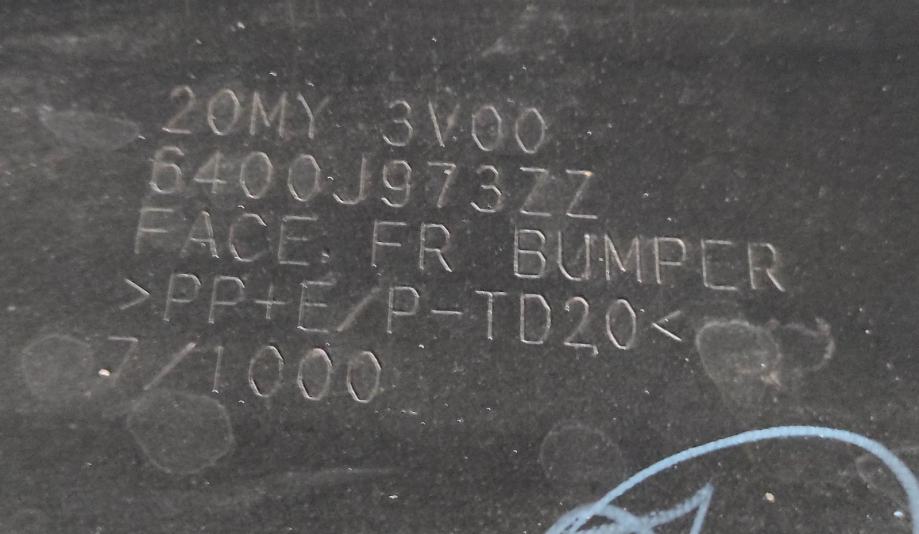 20MY 3V00
6400J973ZZ
FACE, FR BUMPER
>PP+E/P-TD20<
7/1000